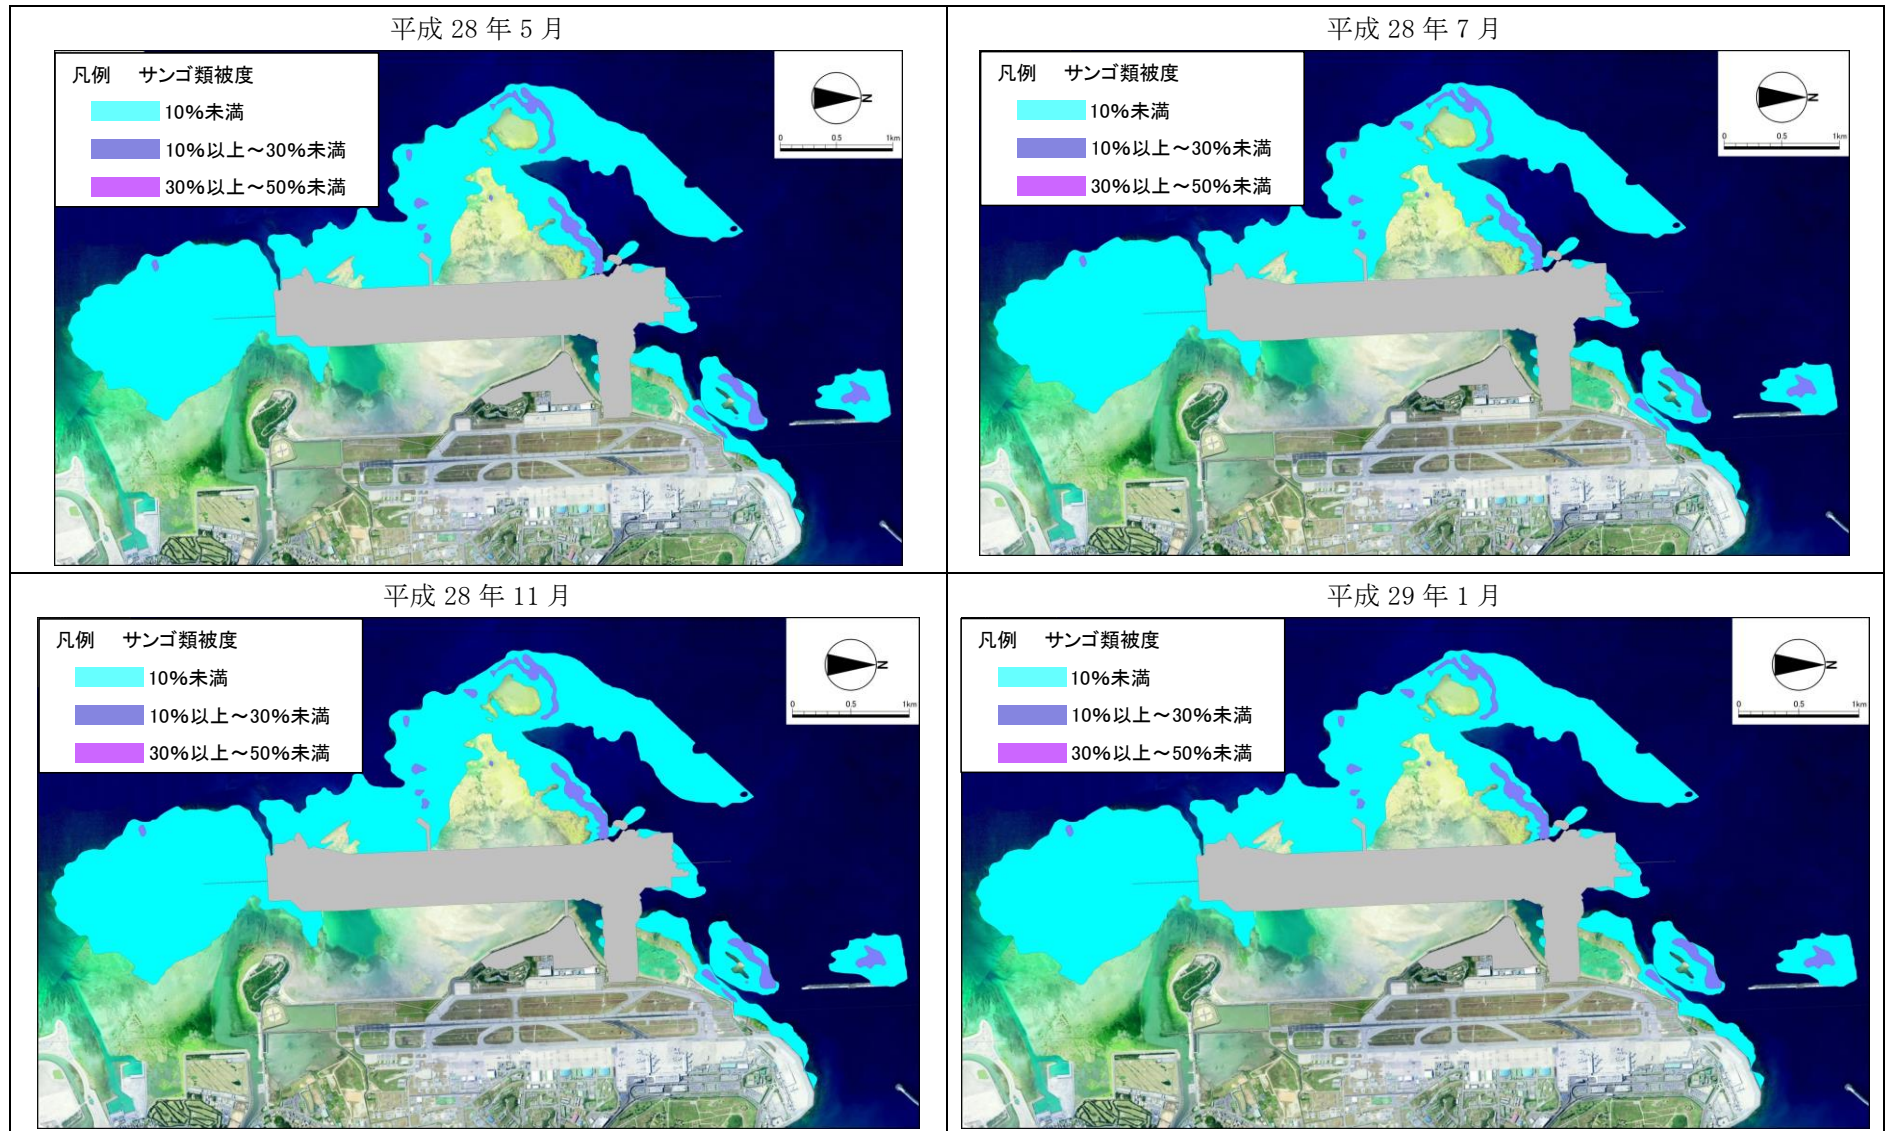 平成 28 年 5 月
凡例 サンゴ類被度
10%未満
10%以上～30%未満
30%以上～50%未満
N
0 0.5 1km
平成 28 年 7 月
凡例 サンゴ類被度
10%未満
10%以上～30%未満
30%以上～50%未満
N
0 0.5 1km
平成 28 年 11 月
凡例 サンゴ類被度
10%未満
10%以上～30%未満
30%以上～50%未満
N
0 0.5 1km
平成 29 年 1 月
凡例 サンゴ類被度
10%未満
10%以上～30%未満
30%以上～50%未満
N
0 0.5 1km